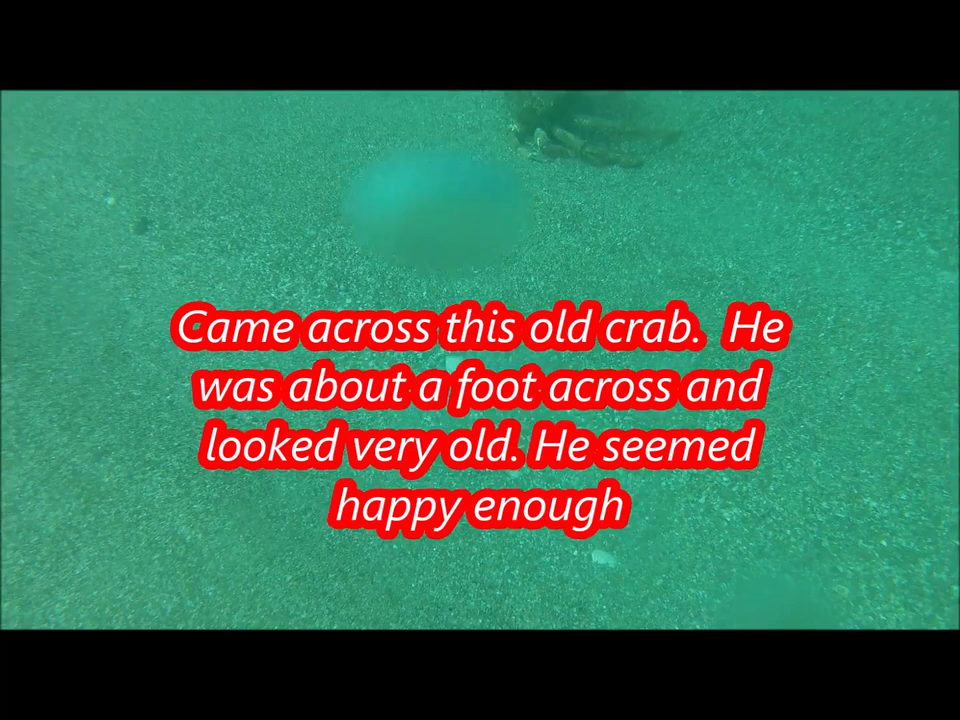 Came across this old crab.  He
was about a foot across and
looked very old. He seemed
happy enough